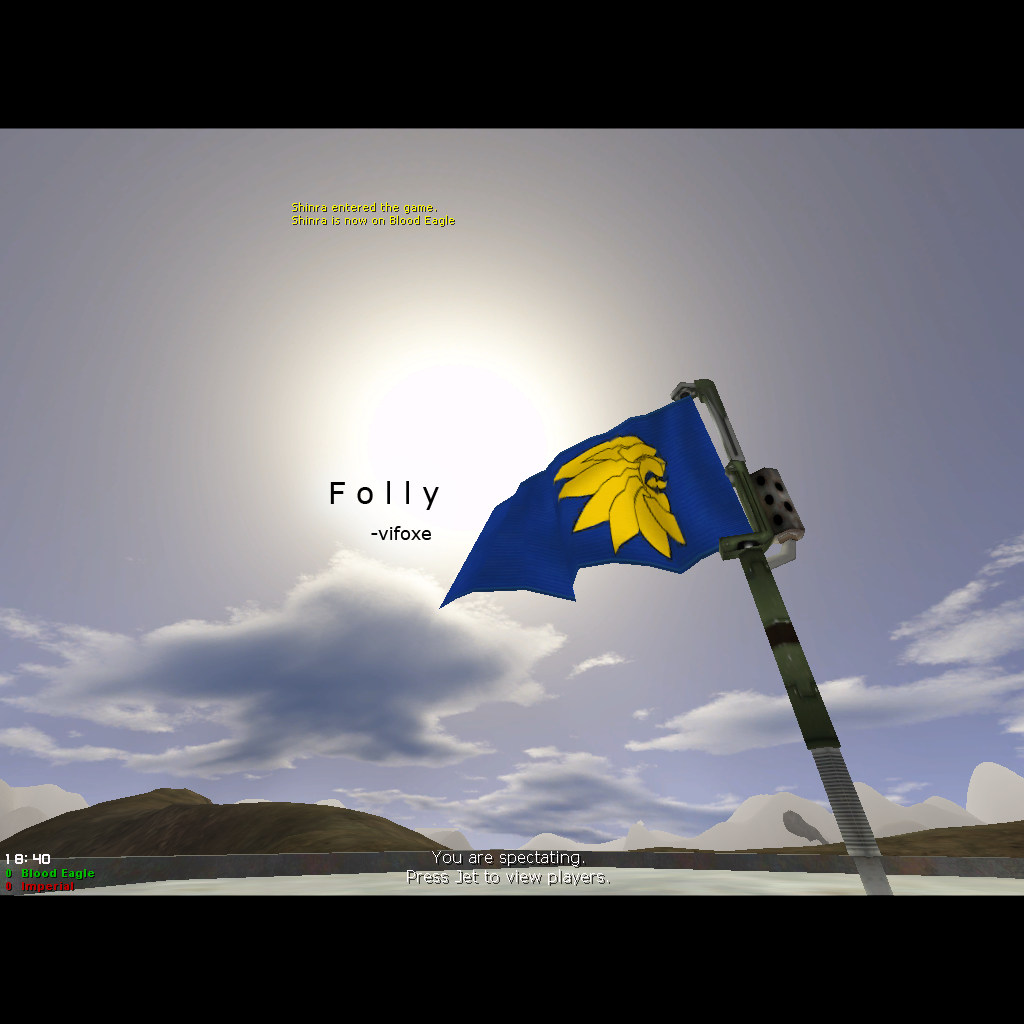 Shinra entered the game.
Shinra is now on Blood Eagle
F o l l y
-vifoxe
You are spectating.
Press Jet to view players.
18:40
0 Blood Eagle
0 Imperial